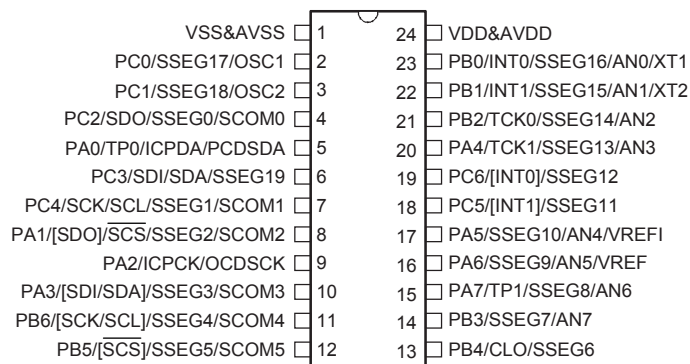 VSS&AVSS 1 24 VDD&AVDD
PC0/SSEG17/OSC1 2 23 PB0/INT0/SSEG16/AN0/XT1
PC1/SSEG18/OSC2 3 22 PB1/INT1/SSEG15/AN1/XT2
PC2/SDO/SSEG0/SCOM0 4 21 PB2/TCK0/SSEG14/AN2
PA0/TP0/ICPDA/PCDSDA 5 20 PA4/TCK1/SSEG13/AN3
PC3/SDI/SDA/SSEG19 6 19 PC6/[INT0]/SSEG12
PC4/SCK/SCL/SSEG1/SCOM1 7 18 PC5/[INT1]/SSEG11
PA1/[SDO]/SCS/SSEG2/SCOM2 8 17 PA5/SSEG10/AN4/VREFI
PA2/ICPCK/OCDSCK 9 16 PA6/SSEG9/AN5/VREF
PA3/[SDI/SDA]/SSEG3/SCOM3 10 15 PA7/TP1/SSEG8/AN6
PB6/[SCK/SCL]/SSEG4/SCOM4 11 14 PB3/SSEG7/AN7
PB5/[SCS]/SSEG5/SCOM5 12 13 PB4/CLO/SSEG6